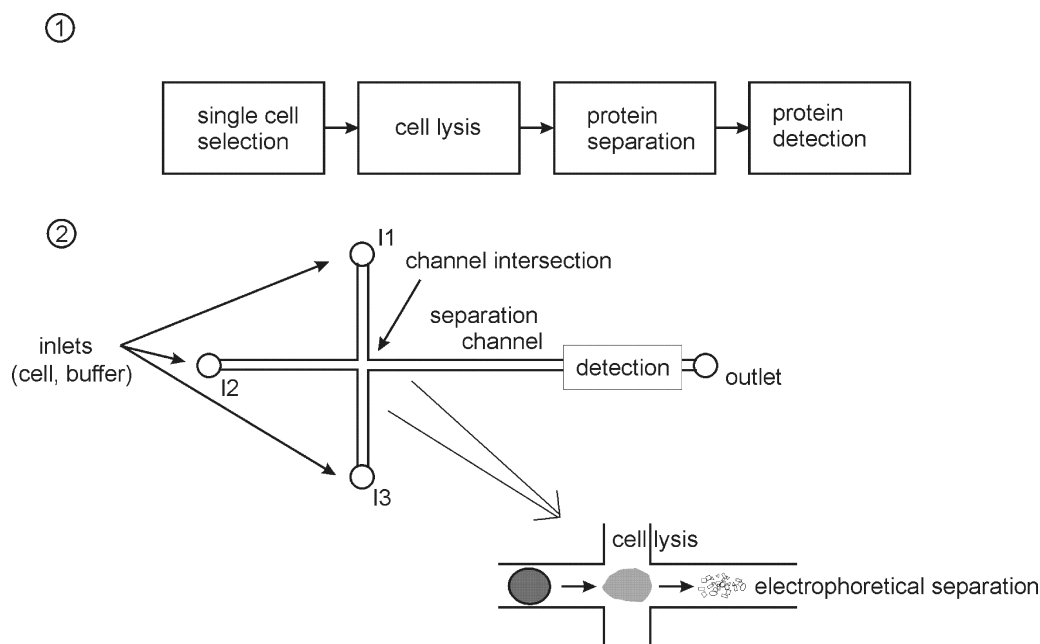 1
single cell
selection
cell lysis
protein
separation
protein
detection
2
I1
channel intersection
separation
channel
inlets
(cell, buffer)
I2
detection
outlet
I3
cell lysis
electrophoretical separation